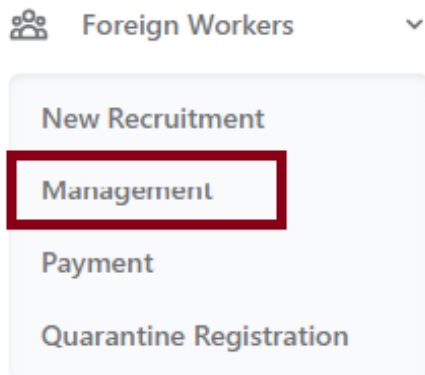 Foreign Workers
New Recruitment
Management
Payment
Quarantine Registration